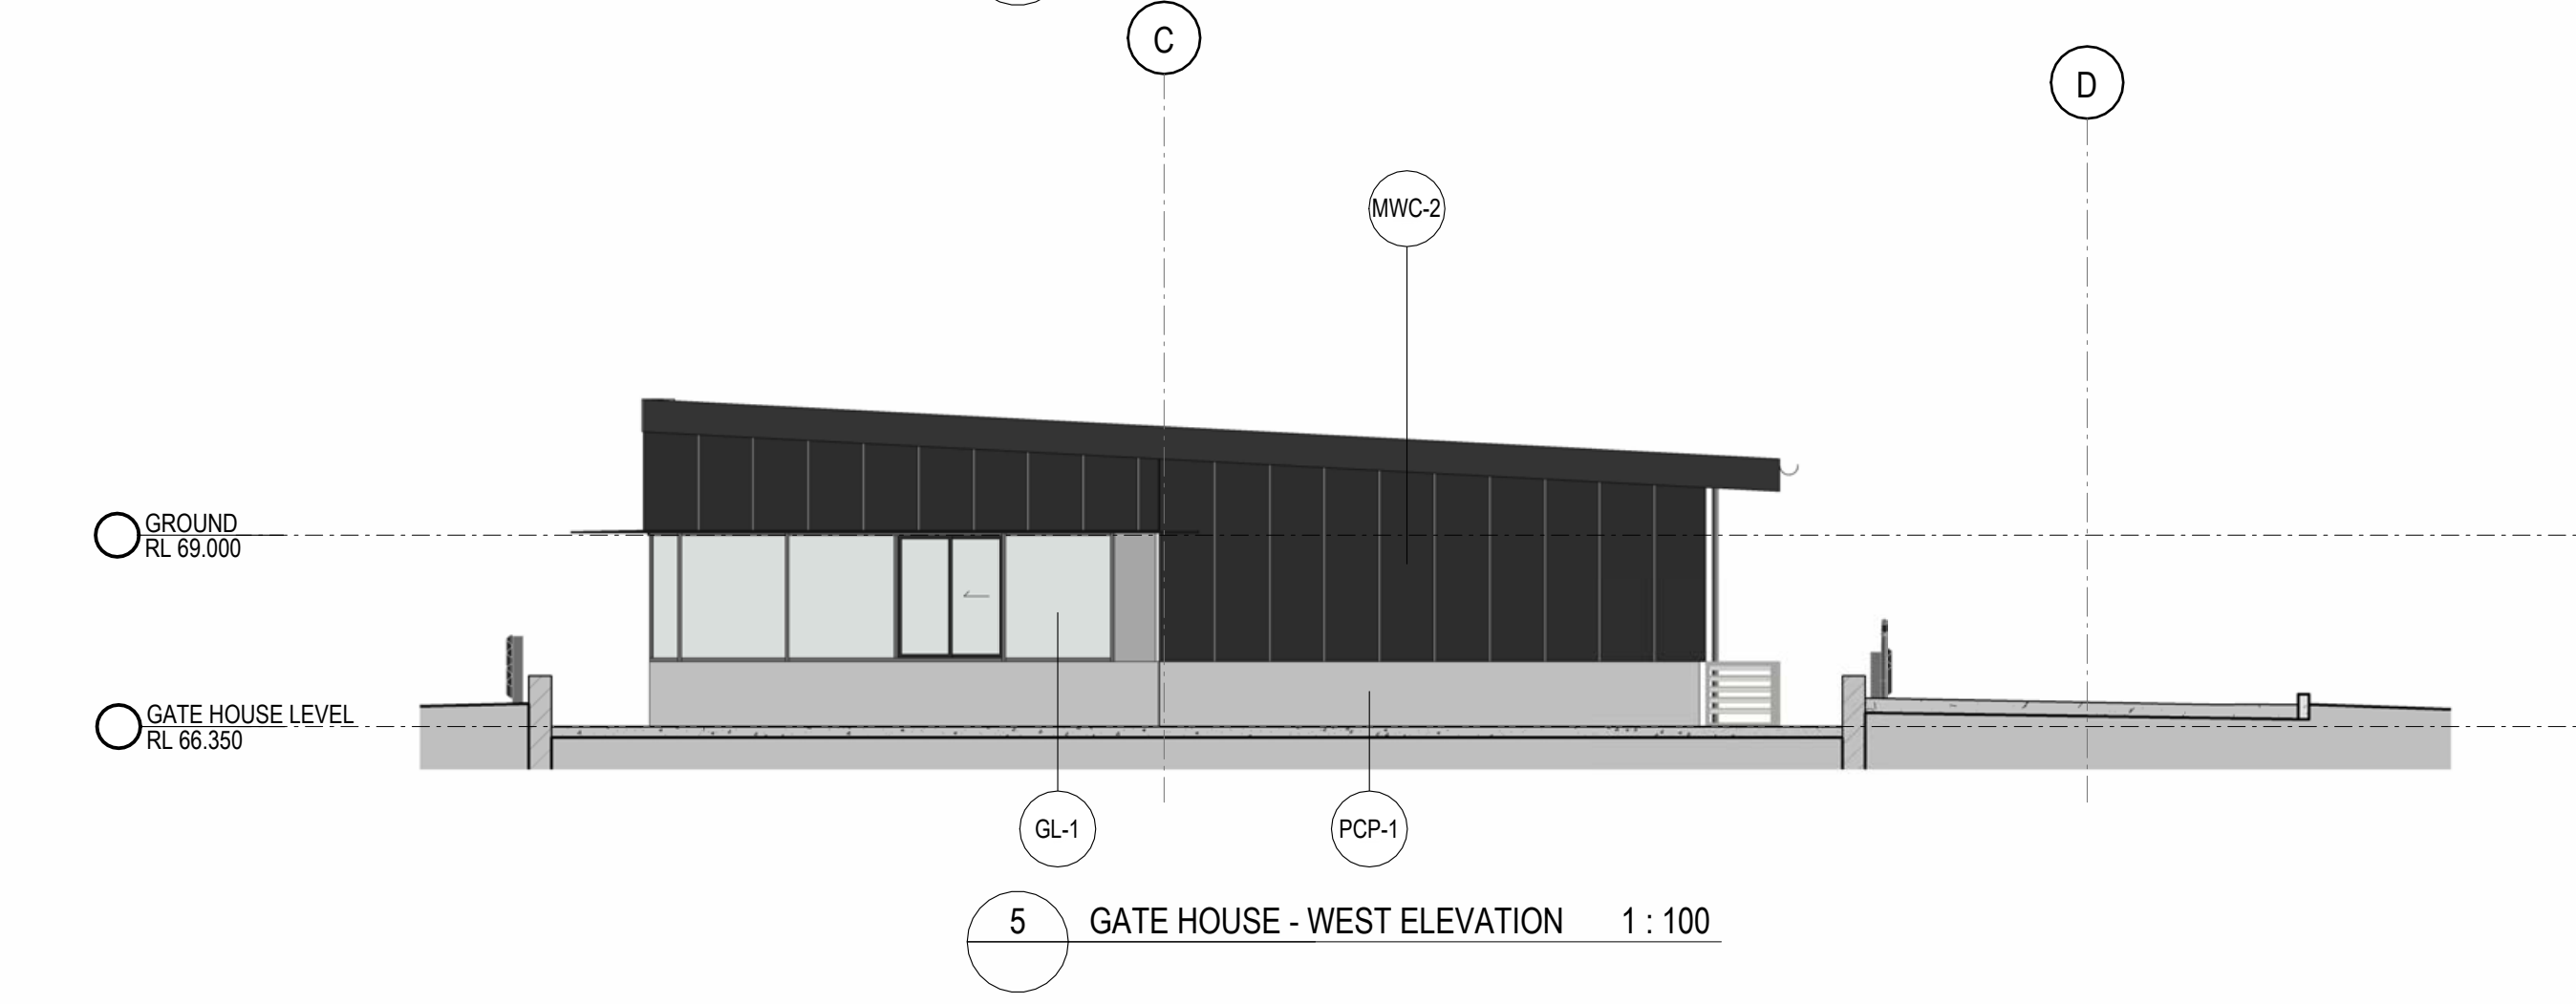 C
D
MWC-2
GROUND
RL 69.000
GATE HOUSE LEVEL
RL 66.350
GL-1
PCP-1
5 GATE HOUSE - WEST ELEVATION 1 : 100